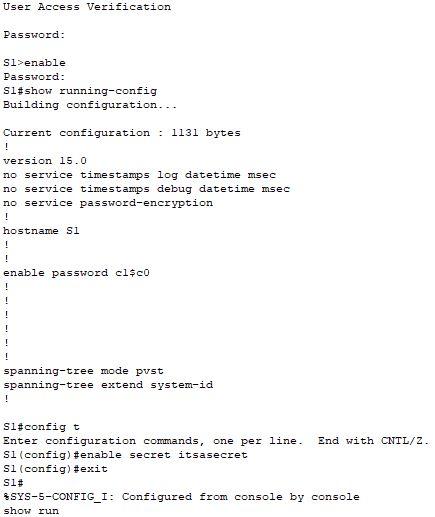 User Access Verification
Password:
S1>enable
Password:
S1#show running-config
Building configuration...
Current configuration : 1131 bytes
!
version 15.0
no service timestamps log datetime msec
no service timestamps debug datetime msec
no service password-encryption
!
hostname S1
!
!
enable password c1$c0
!
!
!
!
!
!
spanning-tree mode pvst
spanning-tree extend system-id
!
S1#config t
Enter configuration commands, one per line.  End with CNTL/Z.
S1(config)#enable secret itsasecret
S1(config)#exit
S1#
%SYS-5-CONFIG_I: Configured from console by console
show run